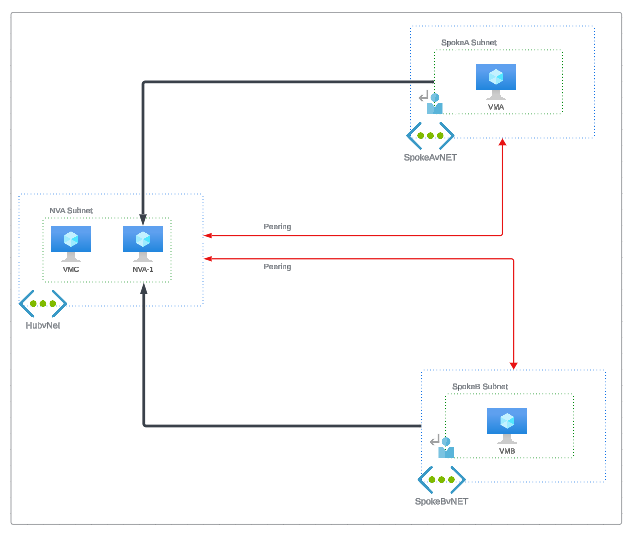 SpokeA Subnet
VMA
SpokeAvNET
NVA Subnet
Peering
VMC
NVA-1
Peering
HubvNet
SpokeB Subnet
VMB
SpokeBvNET